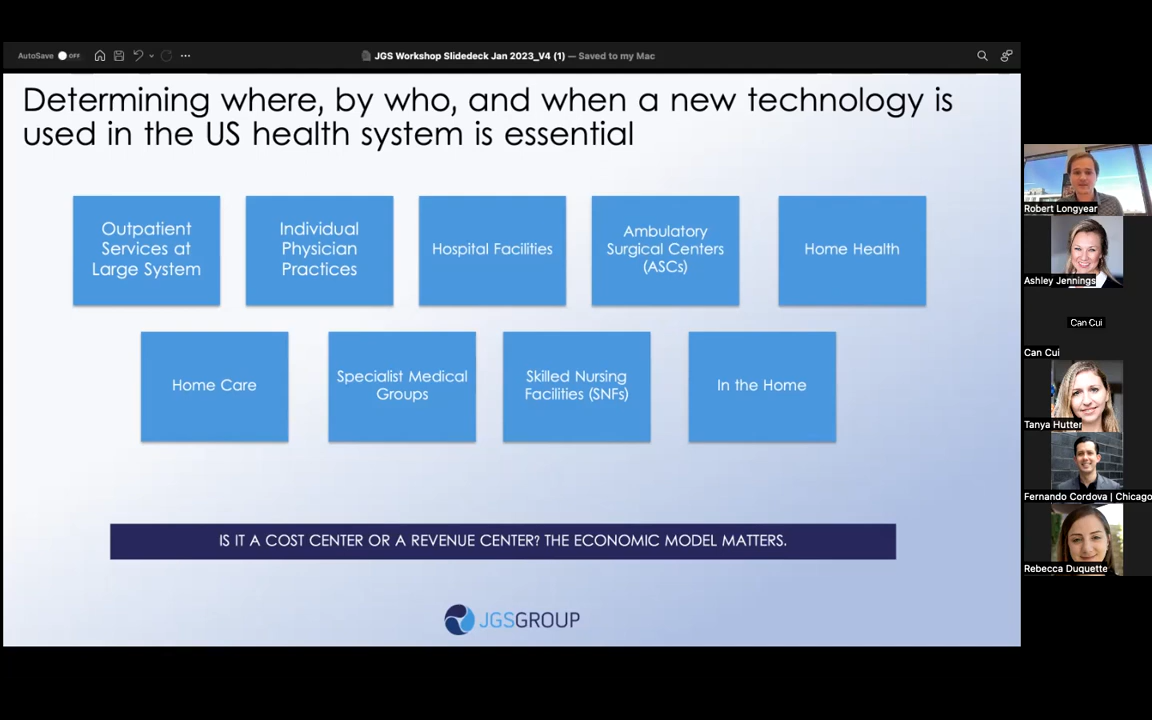 AutoSave OFF
JGS Workshop Slidedeck Jan 2023_V4 (1) — Saved to my Mac
Determining where, by who, and when a new technology is
used in the US health system is essential
Outpatient
Services at
Large System
Individual
Physician
Practices
Hospital Facilities
Ambulatory
Surgical Centers
(ASCs)
Home Health
Home Care
Specialist Medical
Groups
Skilled Nursing
Facilities (SNFs)
In the Home
IS IT A COST CENTER OR A REVENUE CENTER? THE ECONOMIC MODEL MATTERS.
JGSGROUP
Robert Longyear
Ashley Jennings
Can Cui
Can Cui
Tanya Hutter
Fernando Cordova | Chicago
Rebecca Duquette